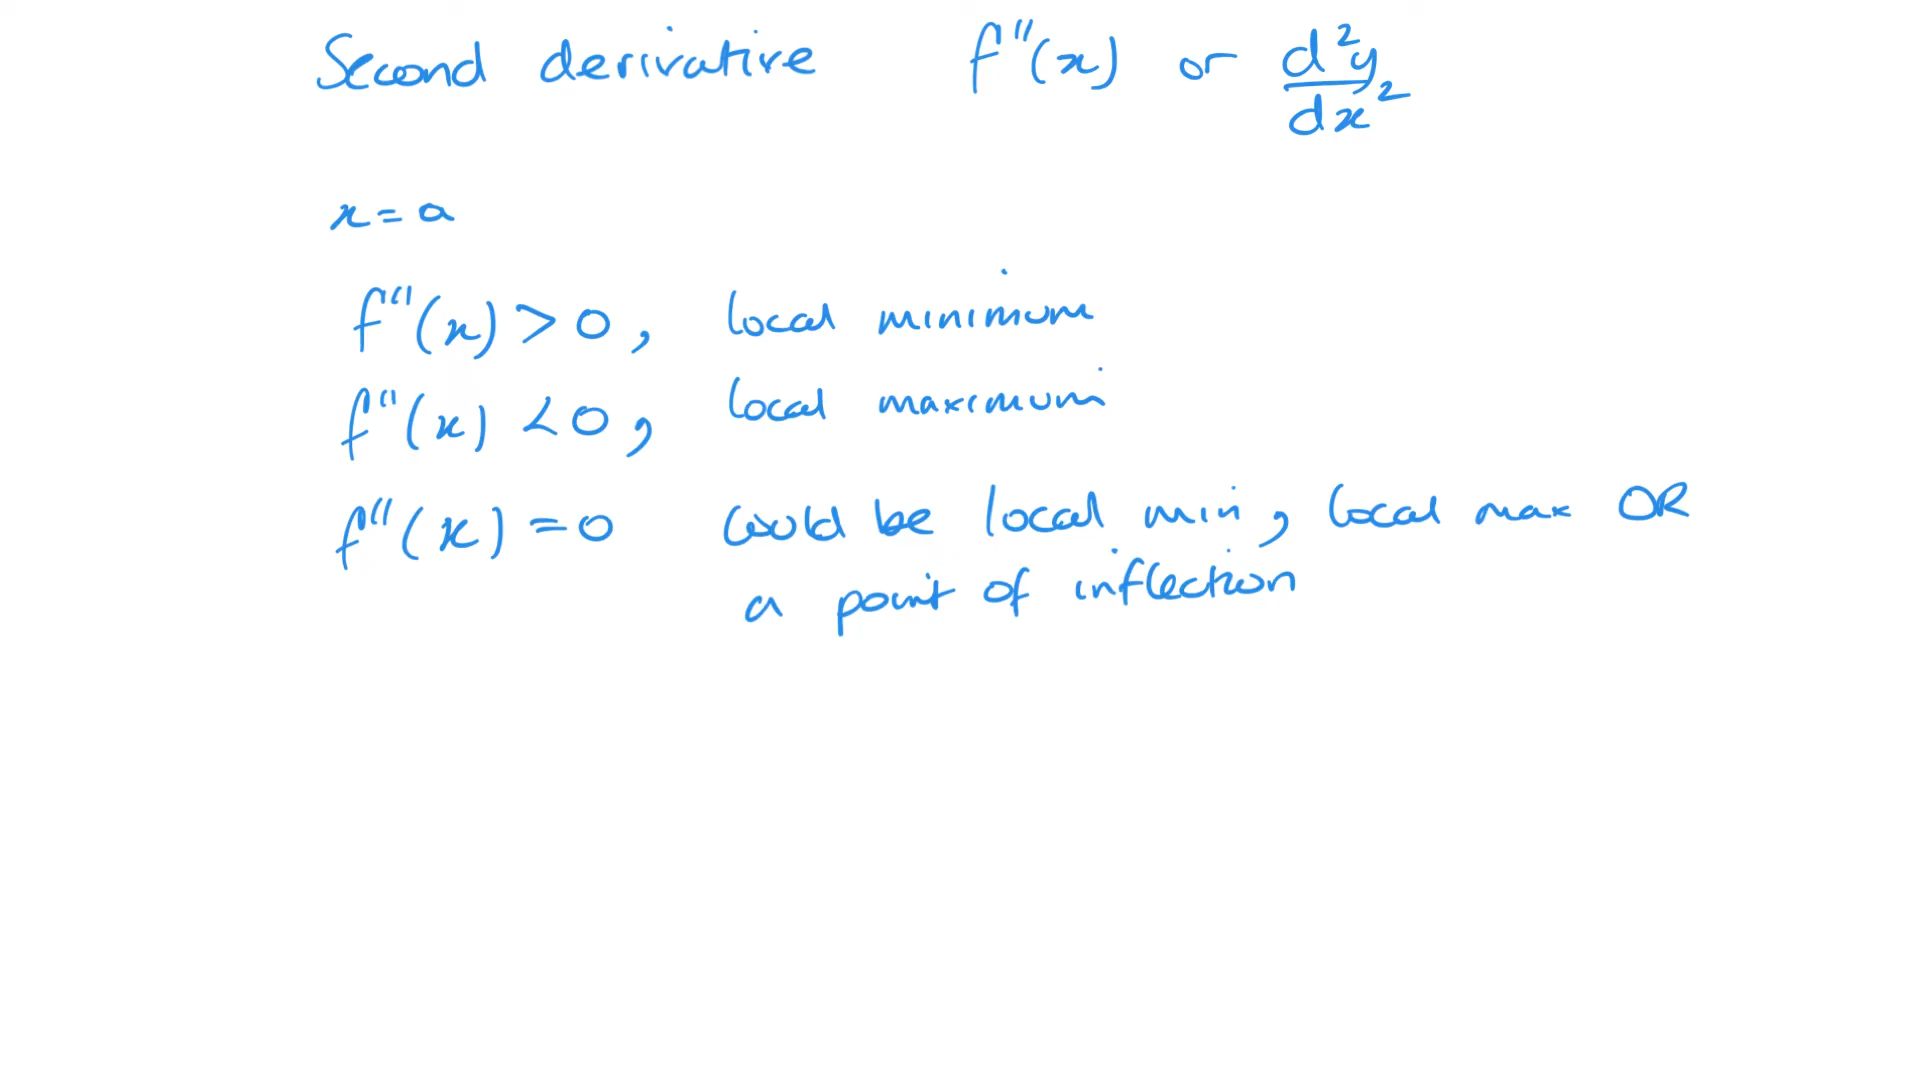 Second derivative f''(x) or d²y/dx²
x = a
f''(x) > 0, local minimum
f''(x) < 0, local maximum
f''(x) = 0 could be local min, local max OR
a point of inflection